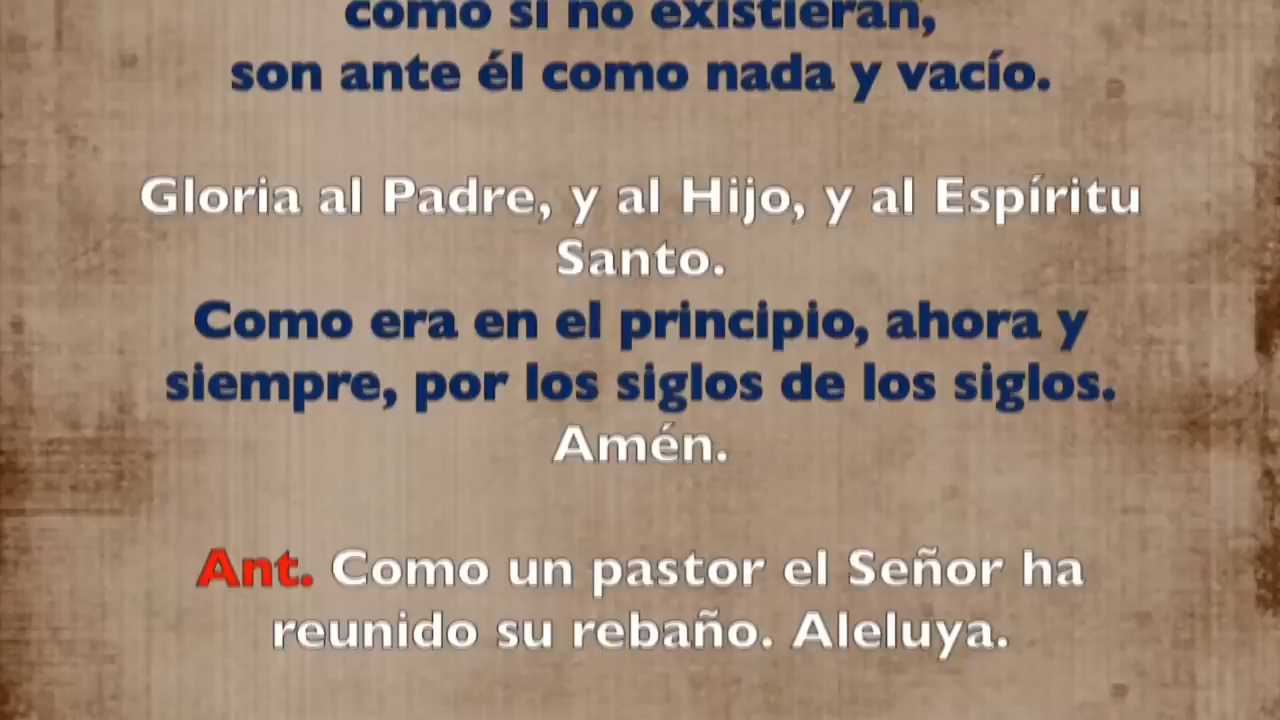 como si no existieran,
son ante él como nada y vacío.
Gloria al Padre, y al Hijo, y al Espíritu
Santo.
Como era en el principio, ahora y
siempre, por los siglos de los siglos.
Amén.
Ant. Como un pastor el Señor ha
reunido su rebaño. Aleluya.